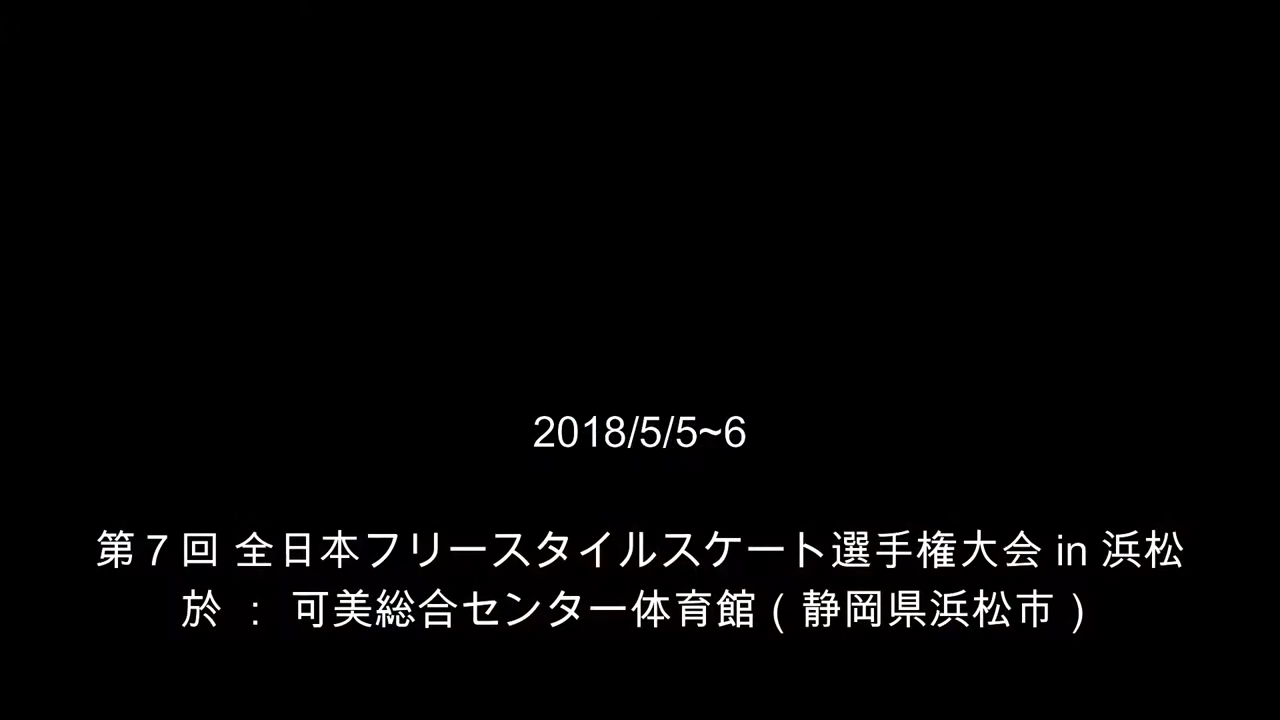 2018/5/5~6
第７回 全日本フリースタイルスケート選手権大会 in 浜松
於 ： 可美総合センター体育館（静岡県浜松市）